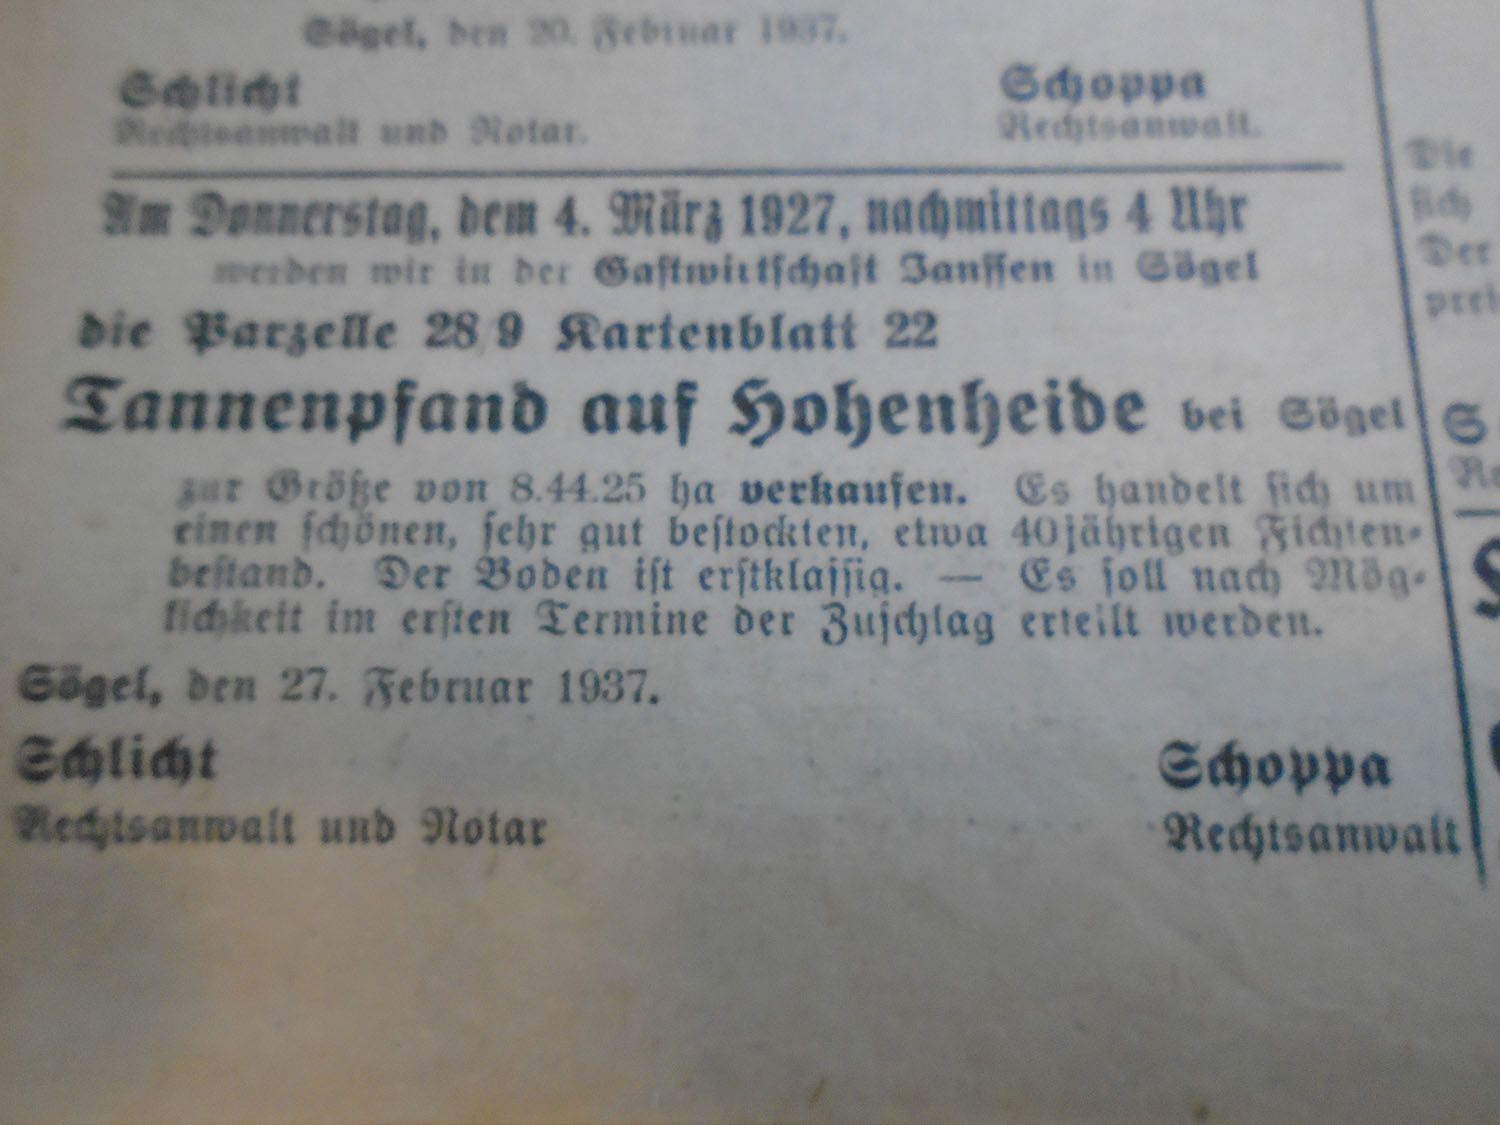 Sögel, den 20. Februar 1937.
Schlicht
Rechtsanwalt und Notar.
Schoppa
Rechtsanwalt.
Am Donnerstag, dem 4. März 1927, nachmittags 4 Uhr
werden wir in der Gastwirtschaft Janssen in Sögel
die Parzelle 28/9 Kartenblatt 22
Tannenpfand auf Hohenheide bei Sögel
zur Größe von 8.44.25 ha verkaufen. Es handelt sich um
einen schönen, sehr gut bestockten, etwa 40jährigen Fichten-
bestand. Der Boden ist erstklassig. — Es soll nach Mög-
lichkeit im ersten Termine der Zuschlag erteilt werden.
Sögel, den 27. Februar 1937.
Schlicht
Rechtsanwalt und Notar
Schoppa
Rechtsanwalt
Die
sich
Der